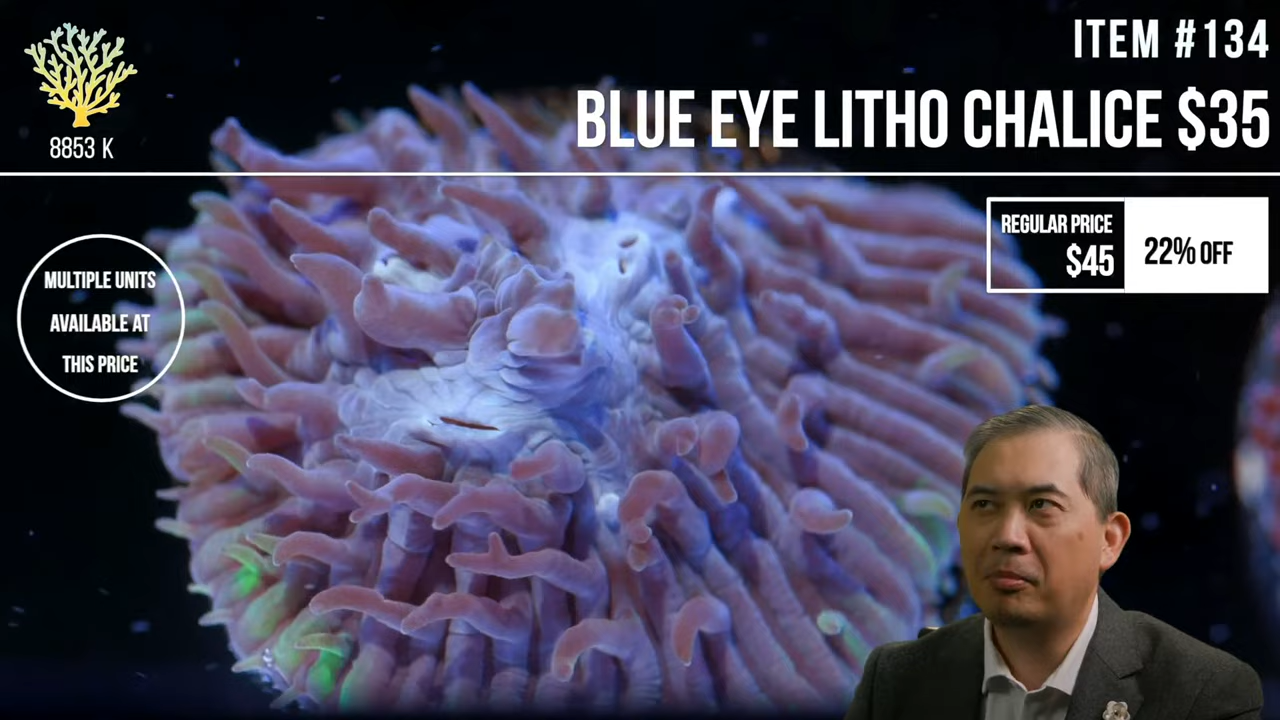 ITEM #134
BLUE EYE LITHO CHALICE $35
8853 K
REGULAR PRICE
$45
22% OFF
MULTIPLE UNITS
AVAILABLE AT
THIS PRICE